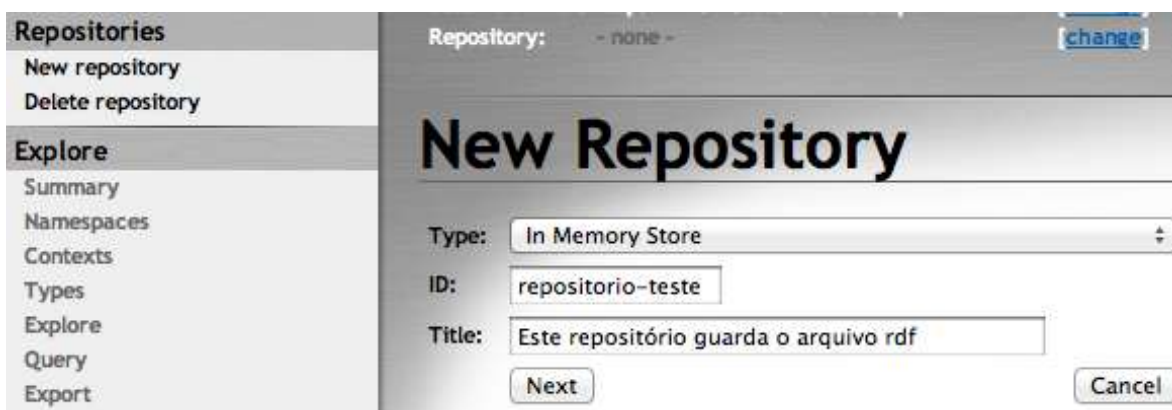 Repositories
New repository
Delete repository
Explore
Summary
Namespaces
Contexts
Types
Explore
Query
Export
Repository: - none - [change]
New Repository
Type: In Memory Store
ID: repositorio-teste
Title: Este repositório guarda o arquivo rdf
Next Cancel